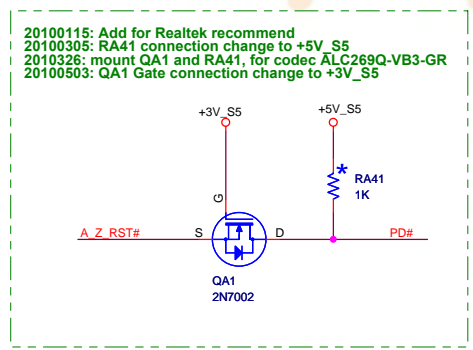 20100115: Add for Realtek recommend
20100305: RA41 connection change to +5V_S5
2010326: mount QA1 and RA41, for codec ALC269Q-VB3-GR
20100503: QA1 Gate connection change to +3V_S5
+3V_S5
+5V_S5
*
RA41
1K
G
A_Z_RST#
S
D
PD#
QA1
2N7002